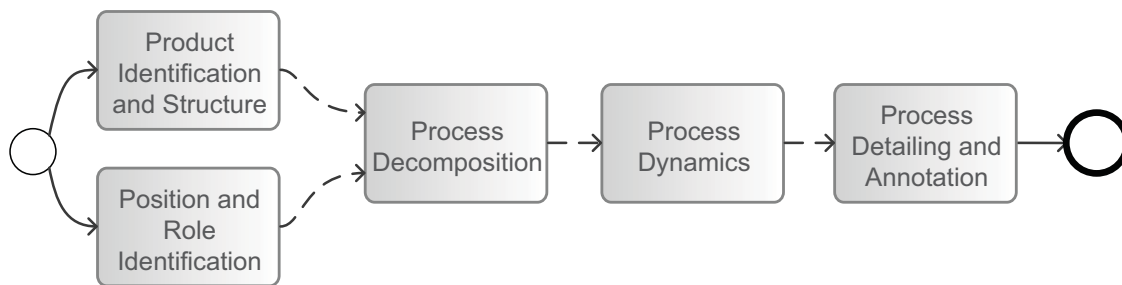 Product
Identification
and Structure
Position and
Role
Identification
Process
Decomposition
Process
Dynamics
Process
Detailing and
Annotation